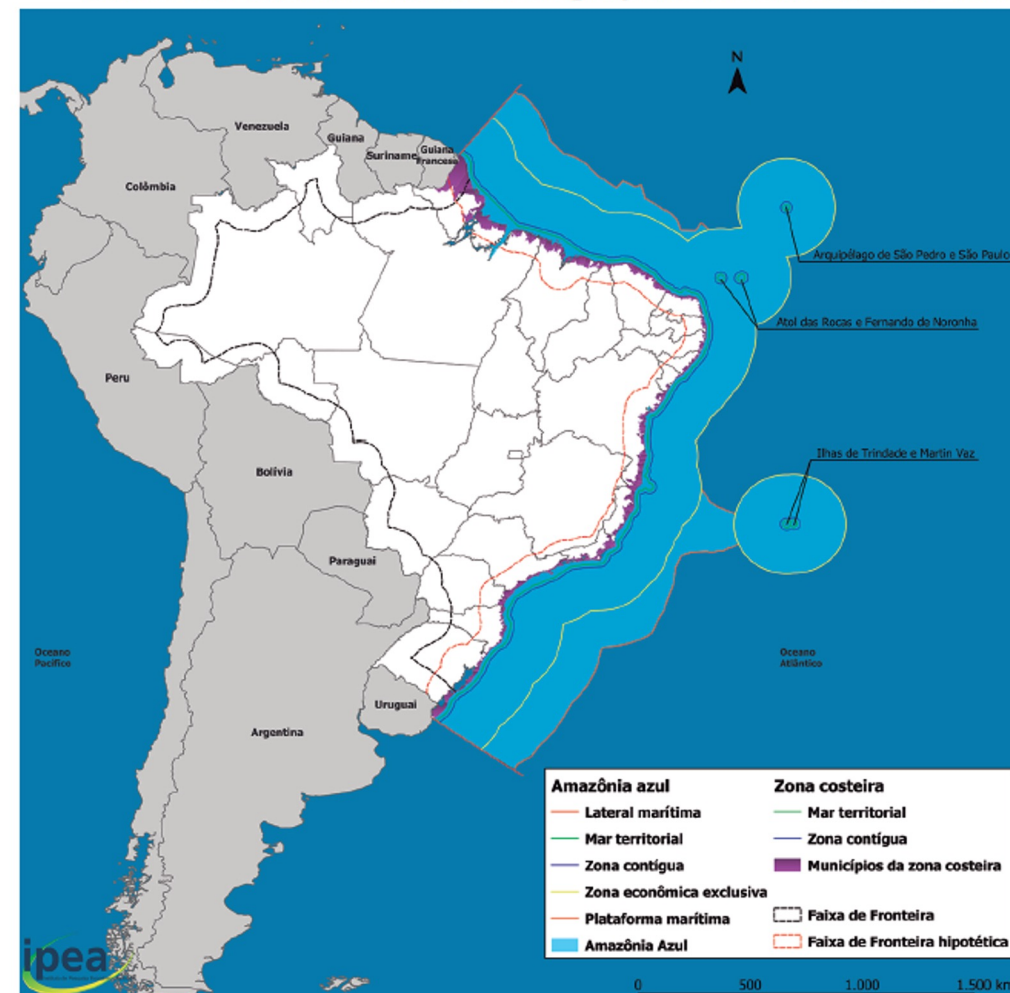 N
Venezuela
Guiana
Suriname
Guiana
Francesa
Colômbia
Arquipélago de São Pedro e São Paulo
Atol das Rocas e Fernando de Noronha
Peru
Ilhas de Trindade e Martin Vaz
Bolívia
Paraguai
Oceano
Pacífico
Oceano
Atlântico
Uruguai
Argentina
Amazônia azul
Lateral marítima
Mar territorial
Zona contígua
Zona econômica exclusiva
Plataforma marítima
Amazônia Azul
Zona costeira
Mar territorial
Zona contígua
Municípios da zona costeira
Faixa de Fronteira
Faixa de Fronteira hipotética
ipea
0 500 1.000 1.500 km